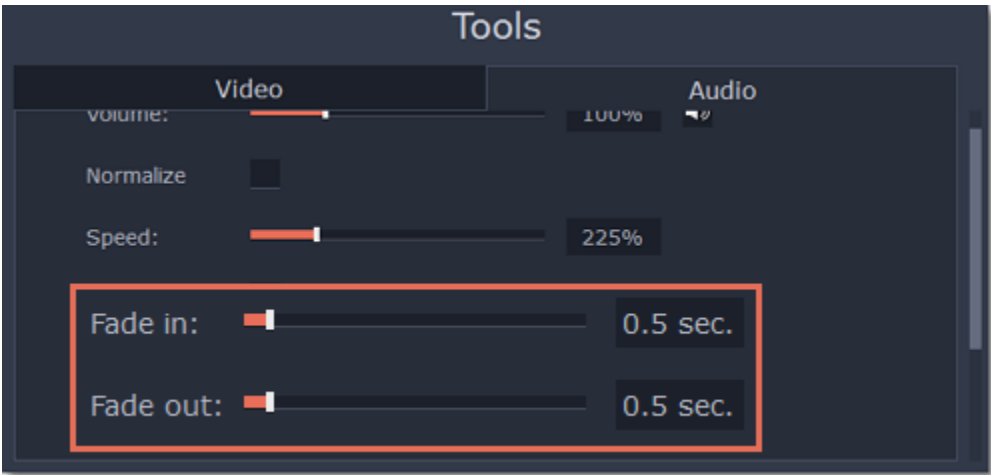 Tools
Video Audio
Volume: 100%
Normalize
Speed: 225%
Fade in: 0.5 sec.
Fade out: 0.5 sec.